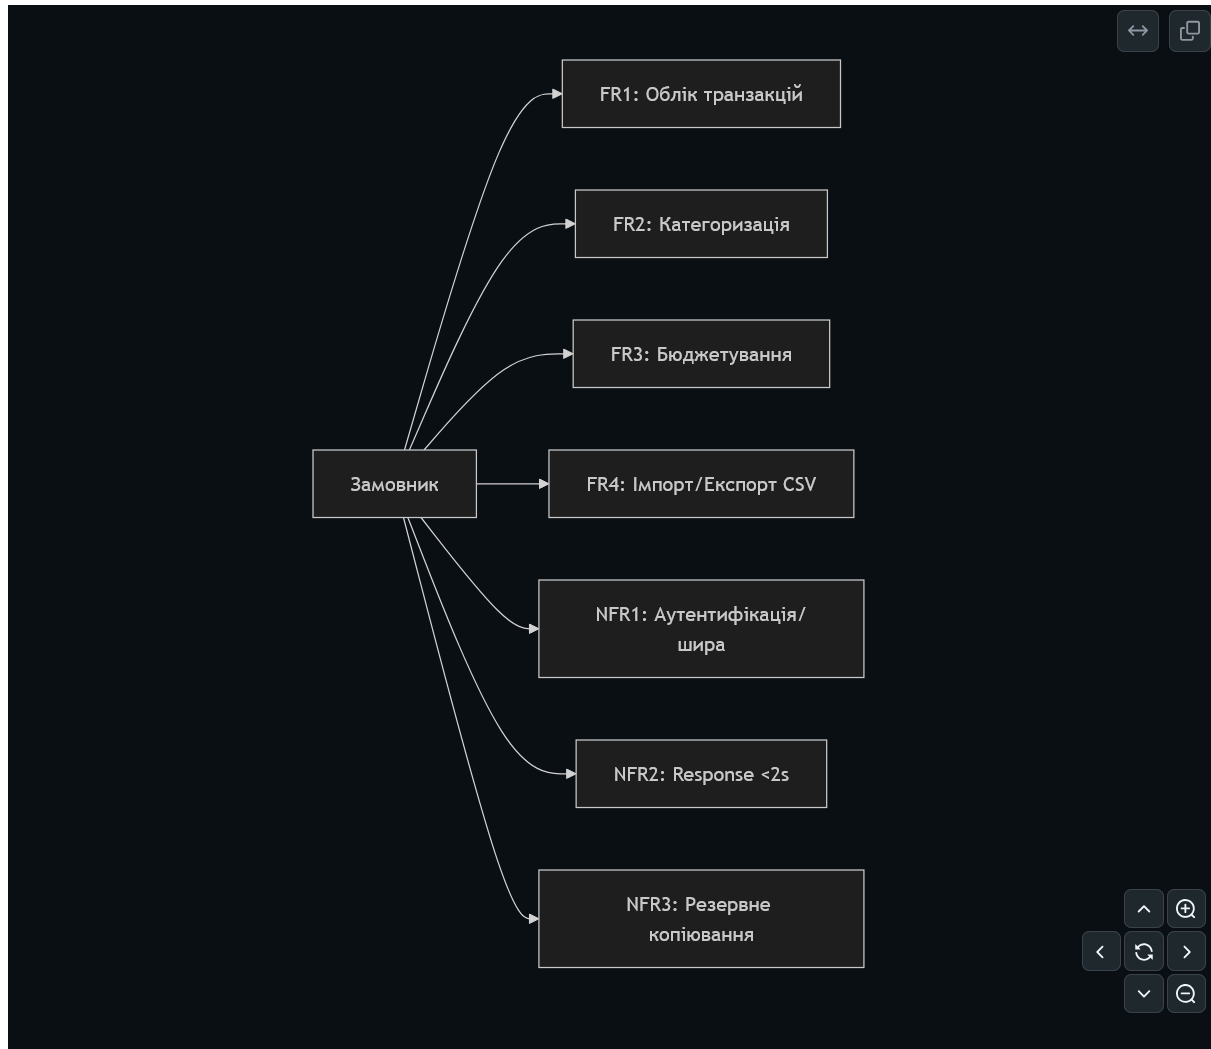 FR1: Облік транзакцій
FR2: Категоризація
FR3: Бюджетування
Замовник
FR4: Імпорт/Експорт CSV
NFR1: Аутентифікація/
шира
NFR2: Response <2s
NFR3: Резервне
копіювання